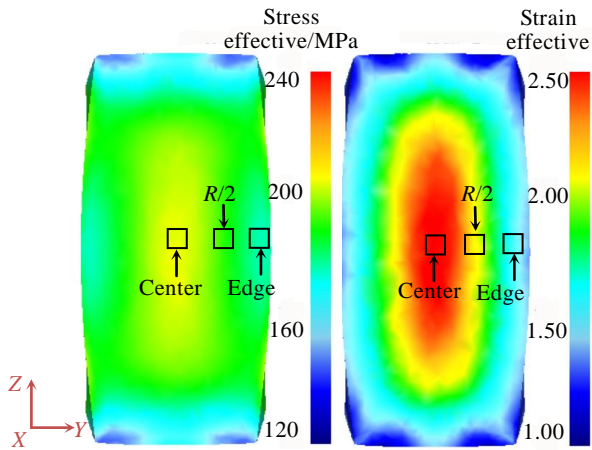 Stress
effective/MPa
Strain
effective
240
2.50
200
2.00
R/2
R/2
Center
Edge
Center
Edge
160
1.50
120
1.00
Z
X
Y